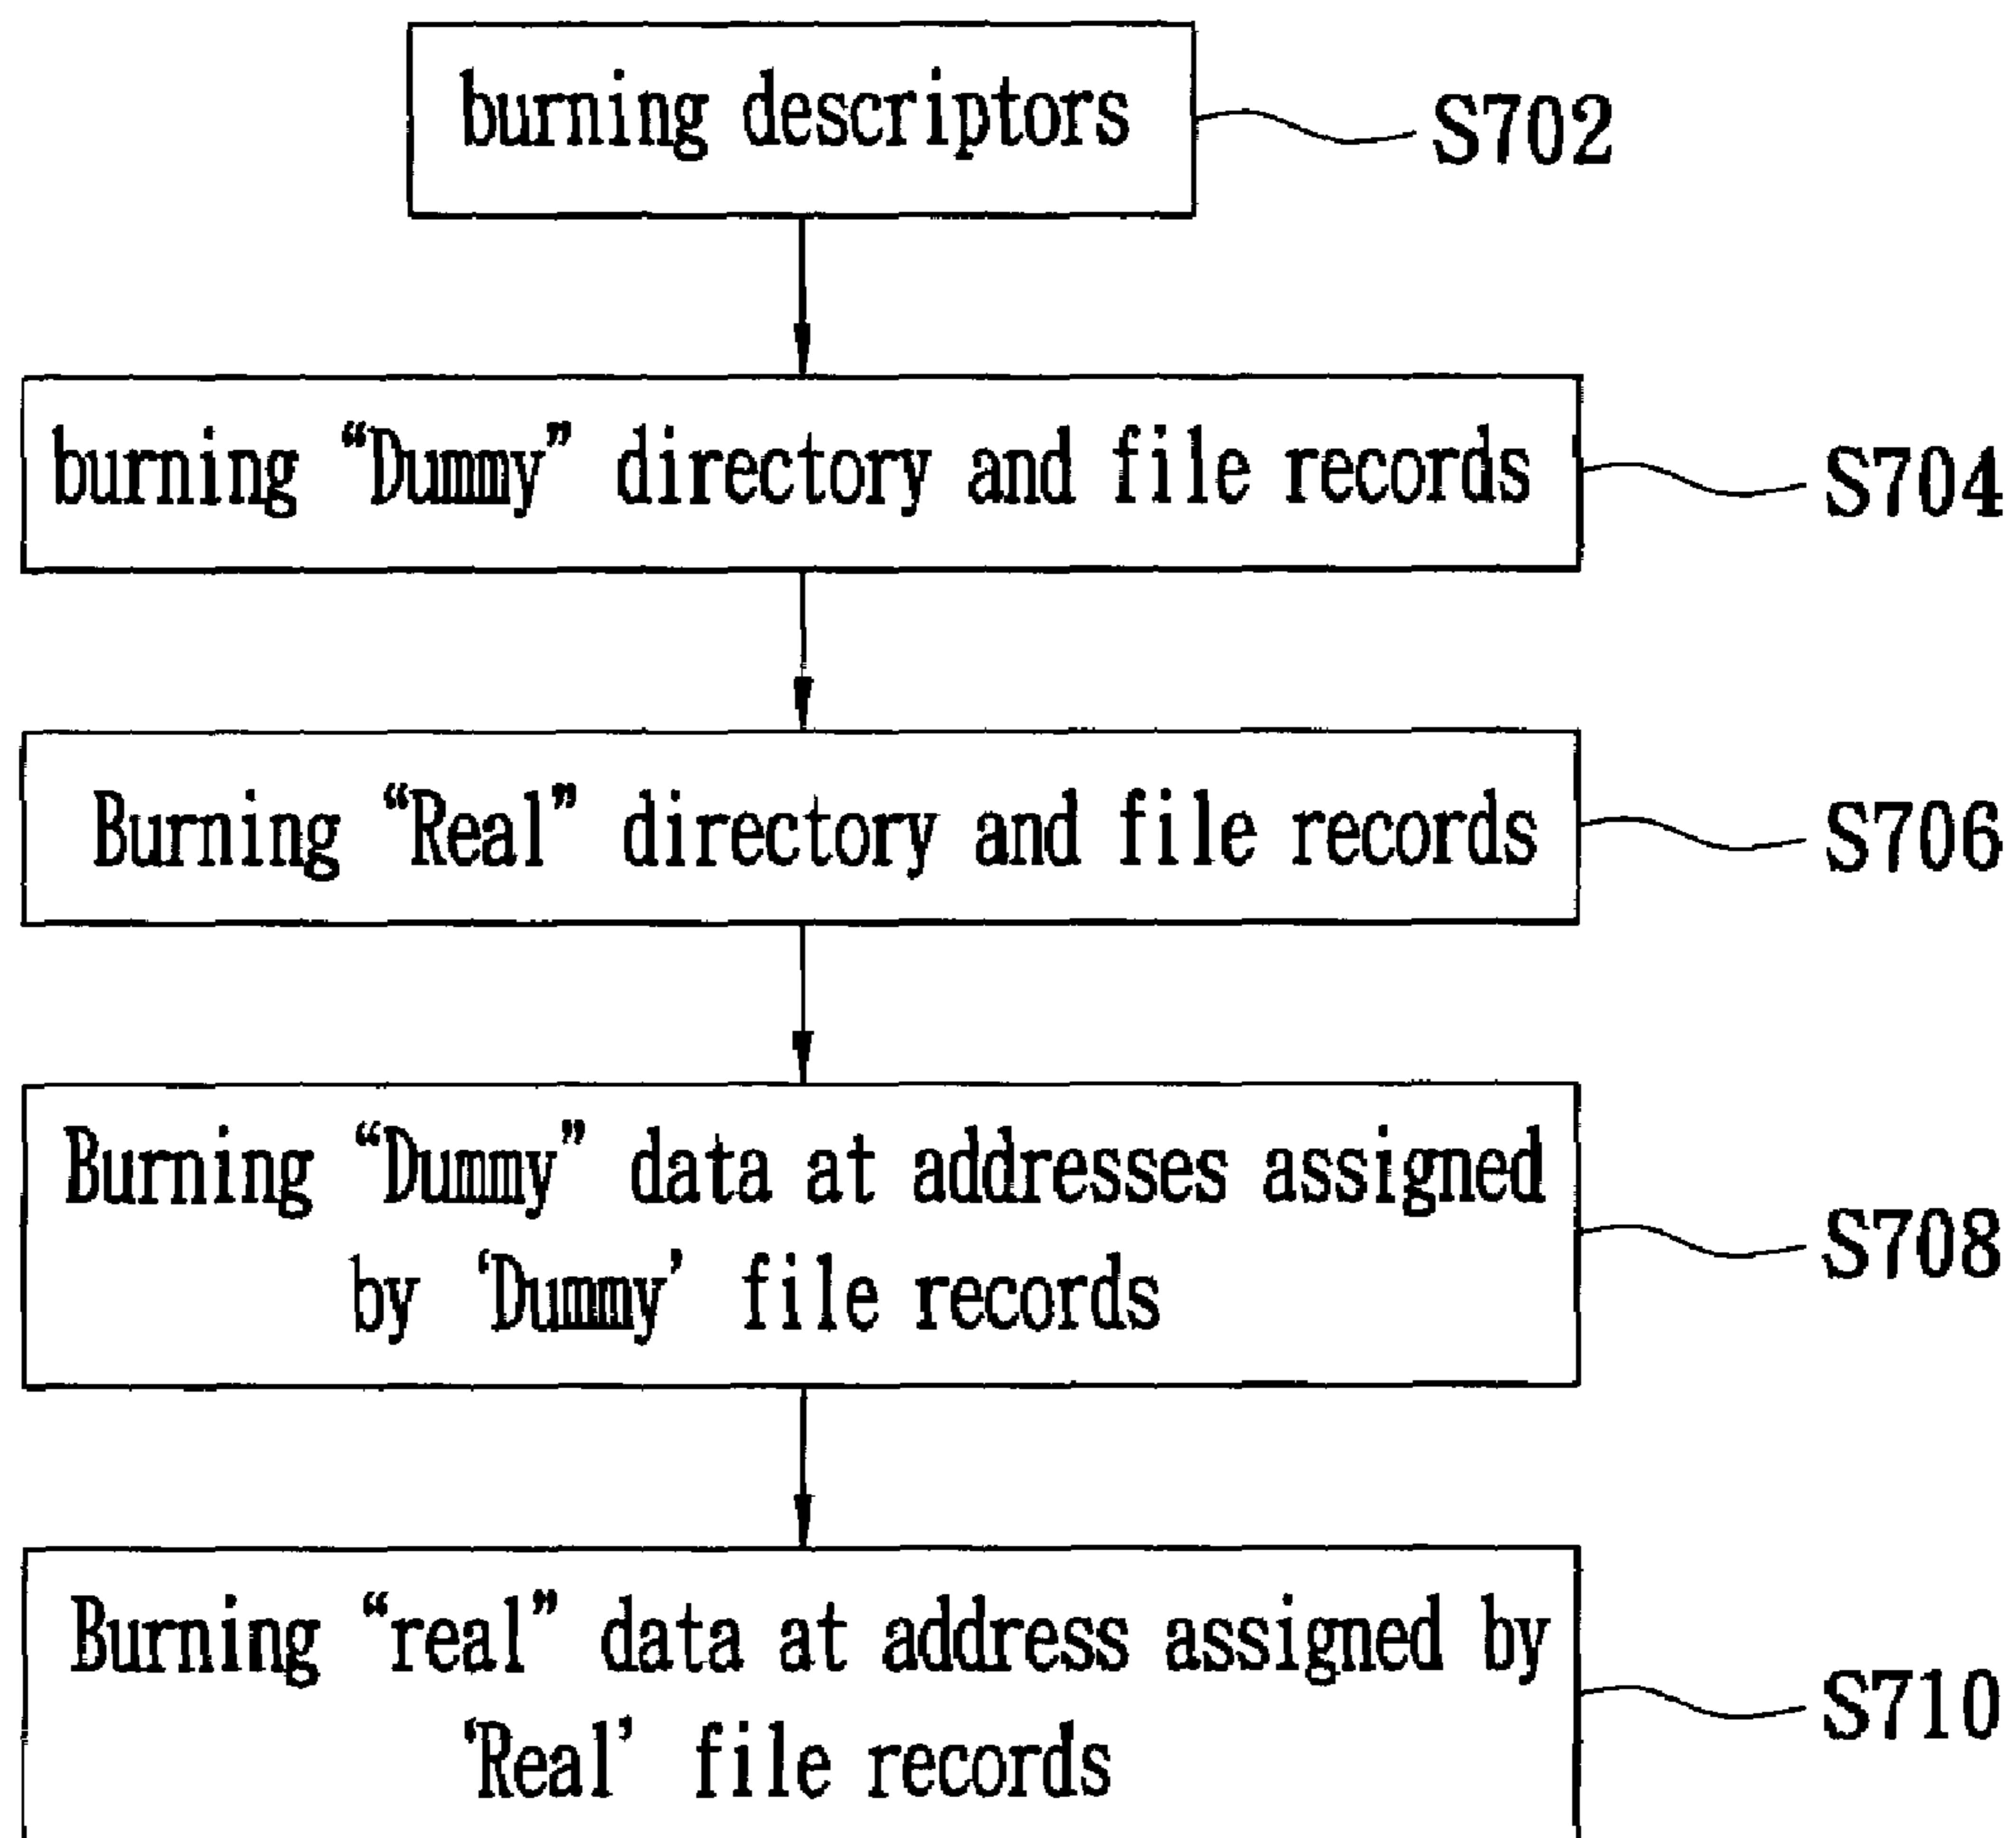 burning descriptors
S702
burning “Dummy” directory and file records
S704
Burning “Real” directory and file records
S706
Burning “Dummy” data at addresses assigned
by ‘Dummy’ file records
S708
Burning “real” data at address assigned by
‘Real’ file records
S710